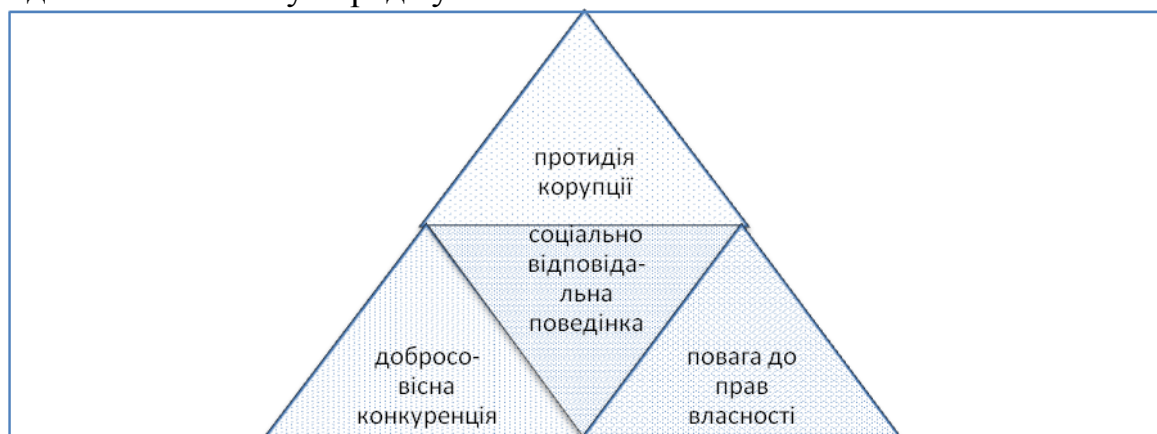 протидія
корупції
соціально
відповіда-
льна
поведінка
добросо-
вісна
конкуренція
повага до
прав
власності